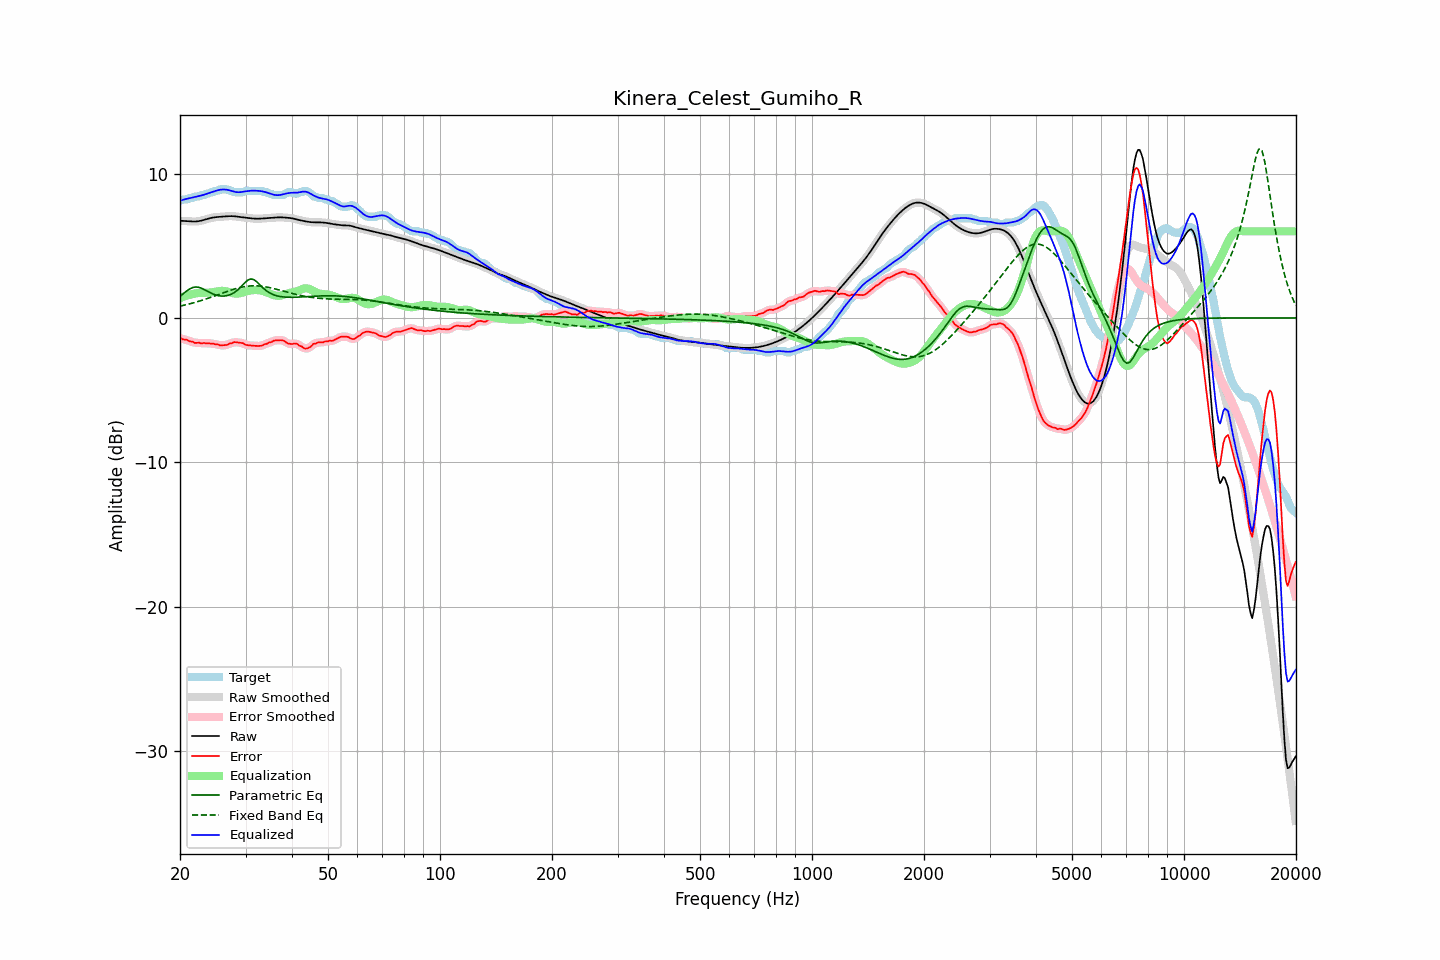 Kinera_Celest_Gumiho_R
Amplitude (dBr)
10
0
−10
−20
−30
Target
Raw Smoothed
Error Smoothed
Raw
Error
Equalization
Parametric Eq
Fixed Band Eq
Equalized
20 50 100 200 500 1000 2000 5000 10000 20000
Frequency (Hz)